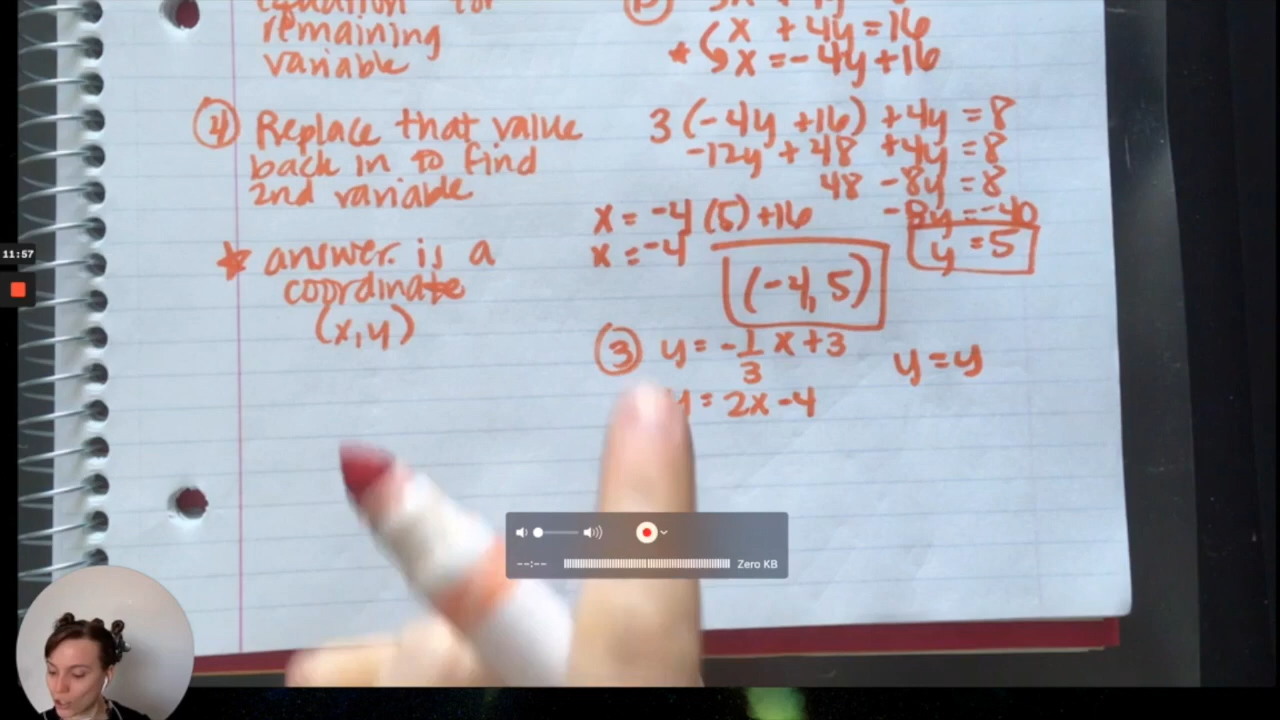 remaining
variable
④ Replace that value
back in to find
2nd variable
★ answer is a
coordinate
(x,y)
x + 4y = 16
★ x = -4y + 16
3(-4y + 16) + 4y = 8
-12y + 48 + 4y = 8
48 - 8y = 8
-8y = -40
y = 5
x = -4(5) + 16
x = -4
(-4, 5)
③ y = -1/3 x + 3
y = 2x - 4
y = y
11:57
--:--
Zero KB